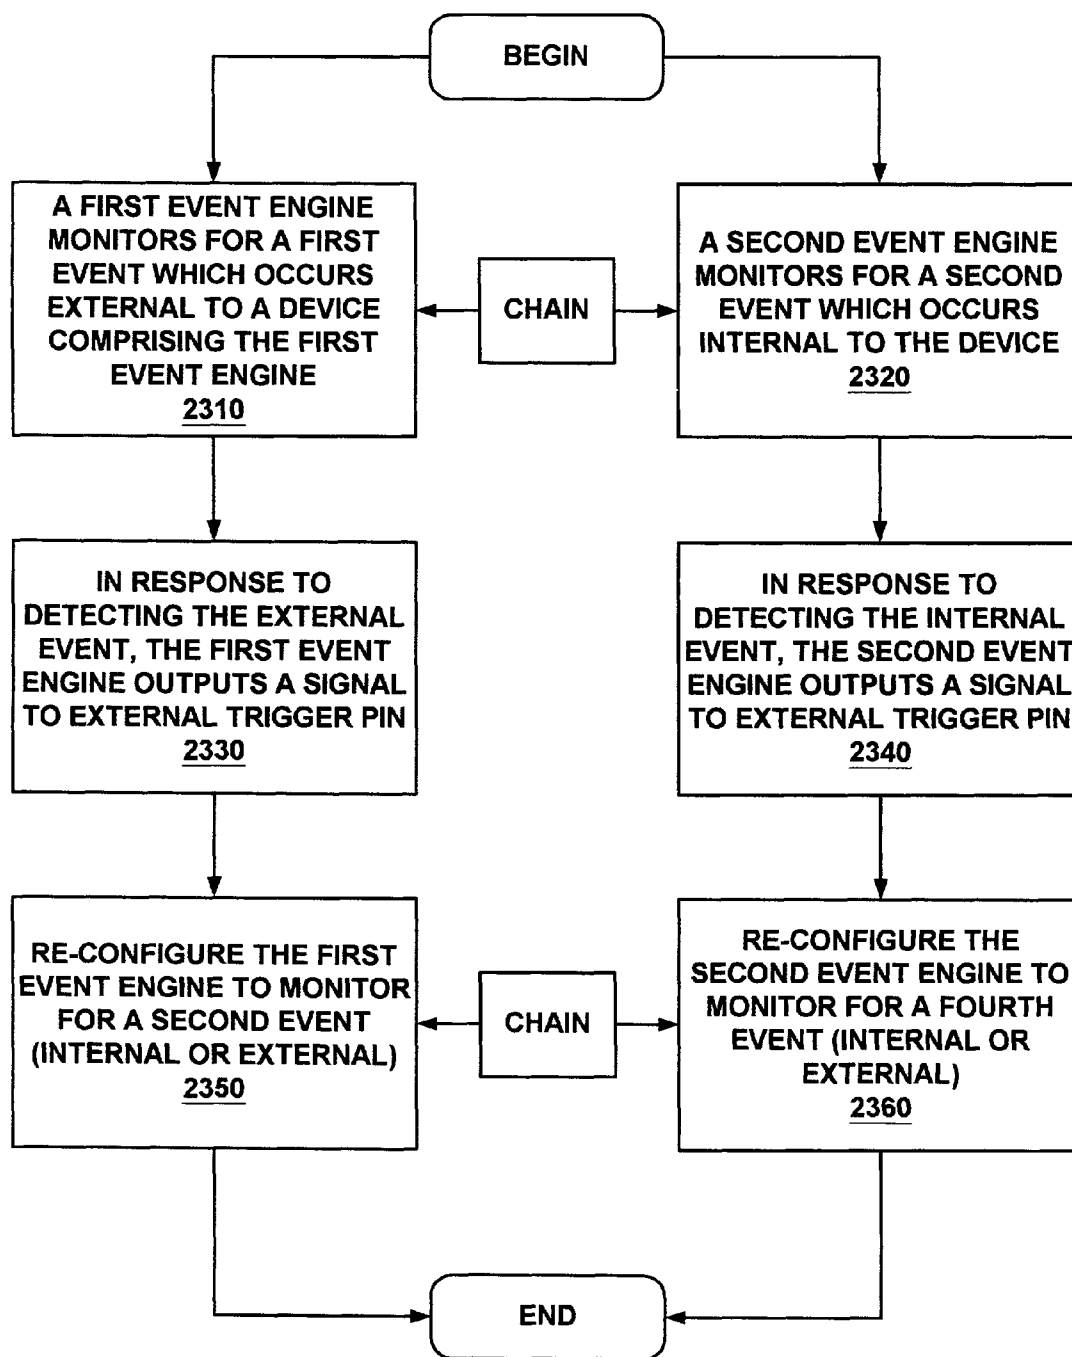 BEGIN
A FIRST EVENT ENGINE
MONITORS FOR A FIRST
EVENT WHICH OCCURS
EXTERNAL TO A DEVICE
COMPRISING THE FIRST
EVENT ENGINE
2310
CHAIN
A SECOND EVENT ENGINE
MONITORS FOR A SECOND
EVENT WHICH OCCURS
INTERNAL TO THE DEVICE
2320
IN RESPONSE TO
DETECTING THE EXTERNAL
EVENT, THE FIRST EVENT
ENGINE OUTPUTS A SIGNAL
TO EXTERNAL TRIGGER PIN
2330
IN RESPONSE TO
DETECTING THE INTERNAL
EVENT, THE SECOND EVENT
ENGINE OUTPUTS A SIGNAL
TO EXTERNAL TRIGGER PIN
2340
RE-CONFIGURE THE FIRST
EVENT ENGINE TO MONITOR
FOR A SECOND EVENT
(INTERNAL OR EXTERNAL)
2350
CHAIN
RE-CONFIGURE THE
SECOND EVENT ENGINE TO
MONITOR FOR A FOURTH
EVENT (INTERNAL OR
EXTERNAL)
2360
END